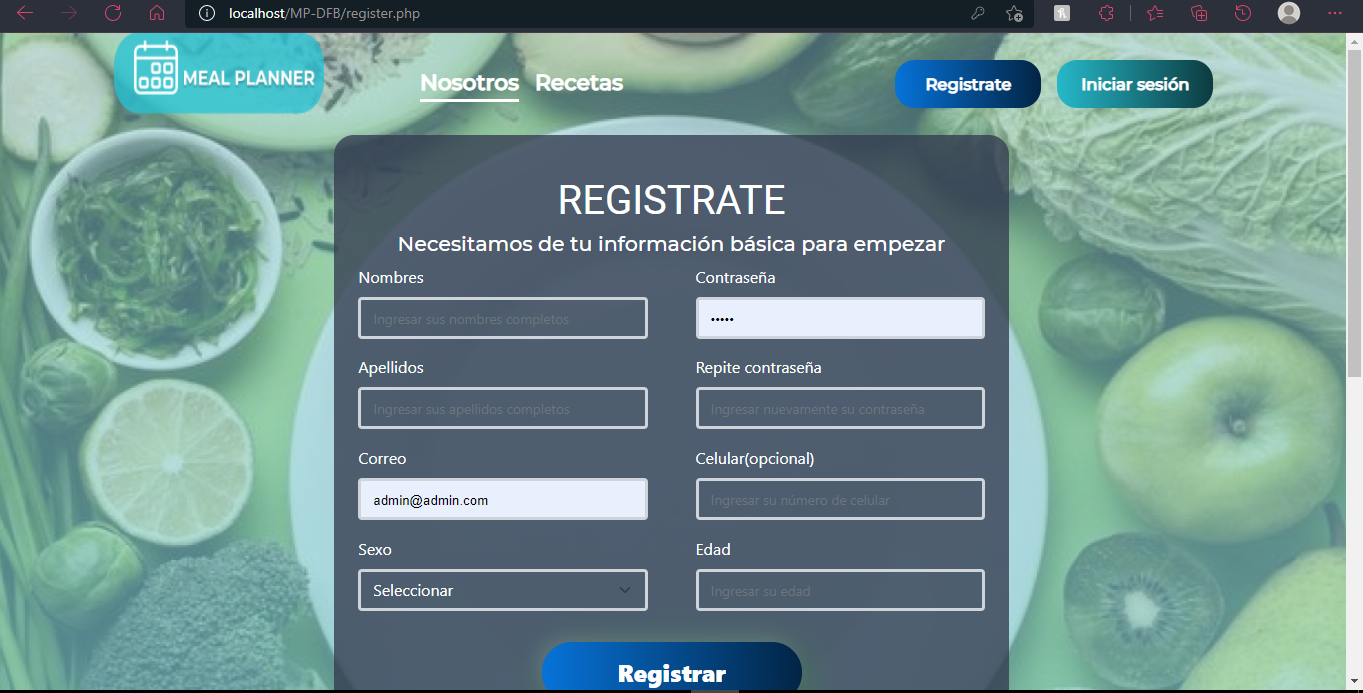 localhost/MP-DFB/register.php
MEAL PLANNER
Nosotros Recetas
Registrate
Iniciar sesión
REGISTRATE
Necesitamos de tu información básica para empezar
Nombres
Contraseña
Ingresar sus nombres completos
•••••
Apellidos
Repite contraseña
Ingresar sus apellidos completos
Ingresar nuevamente su contraseña
Correo
Celular(opcional)
admin@admin.com
Ingresar su número de celular
Sexo
Edad
Seleccionar
Ingresar su edad
Registrar